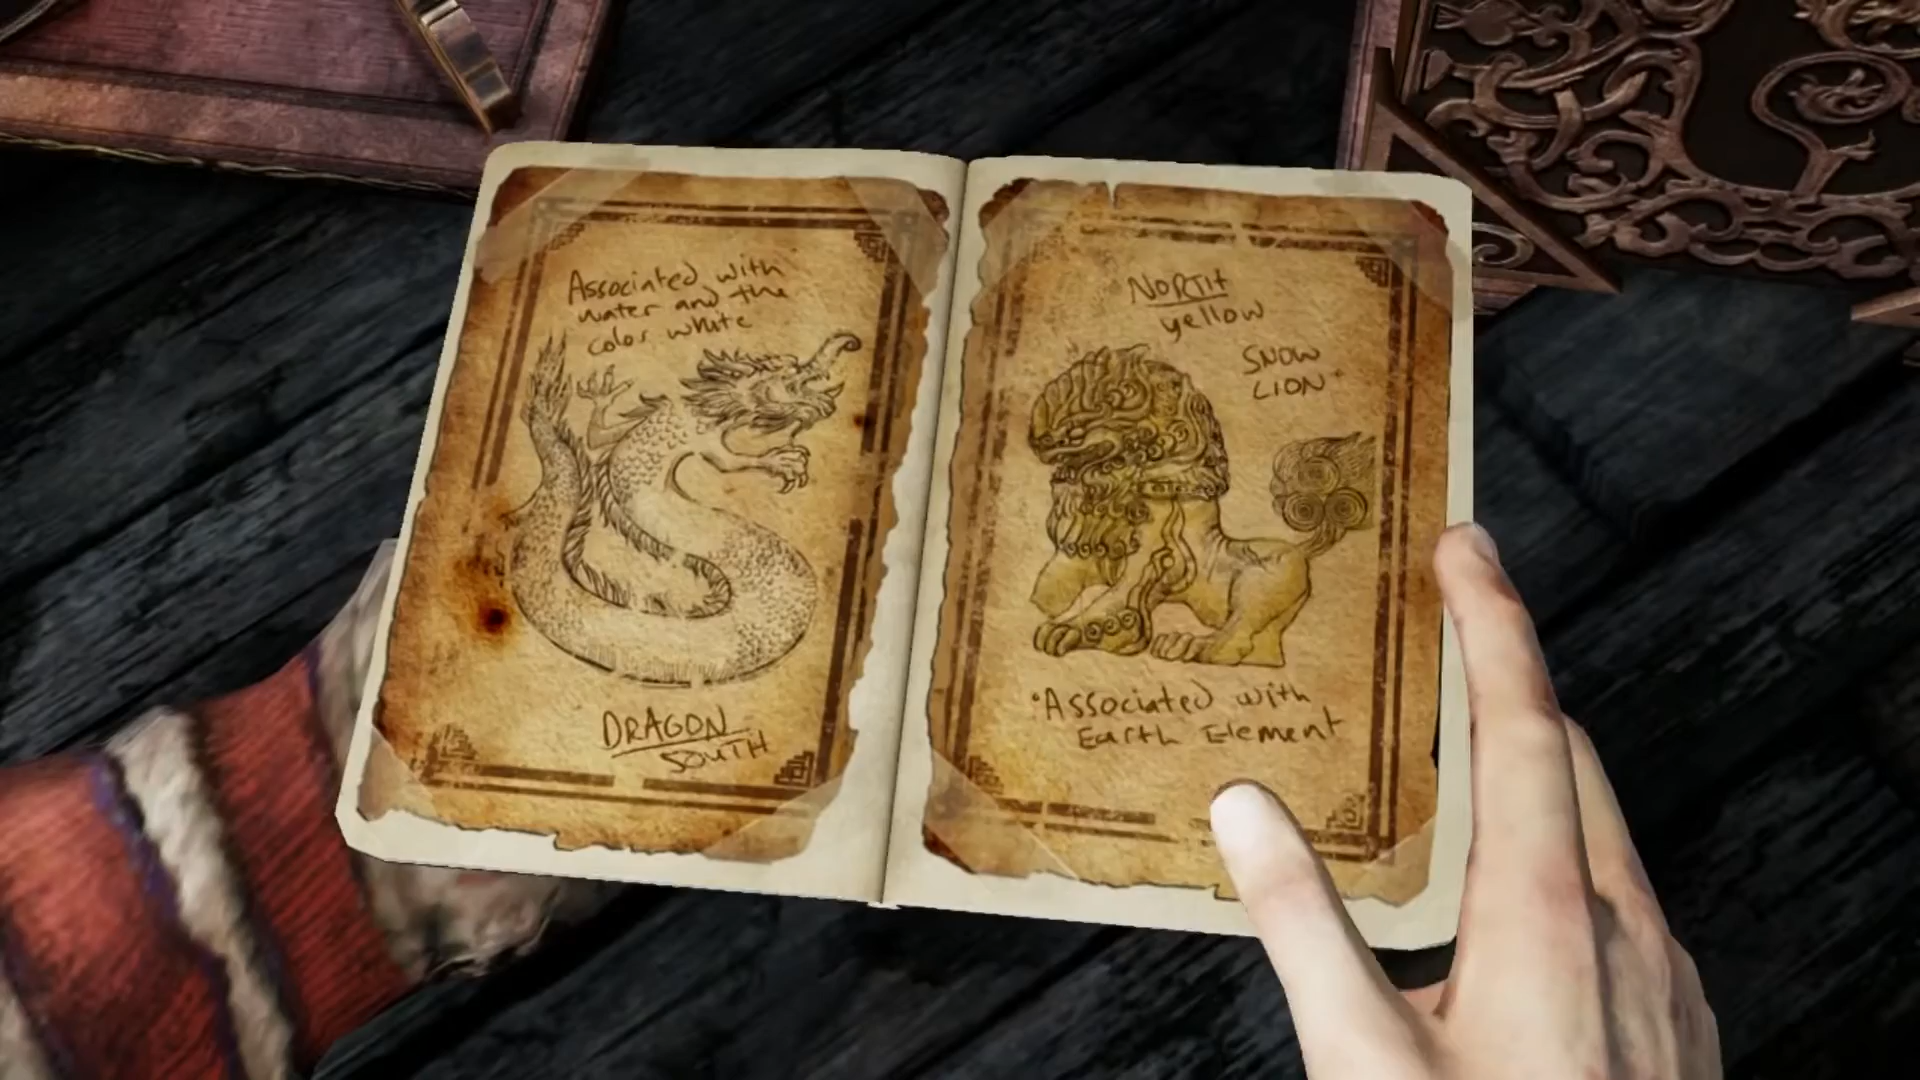 Associated with
water and the
color white
DRAGON
SOUTH
NORTH
yellow
SNOW
LION
•Associated with
Earth Element